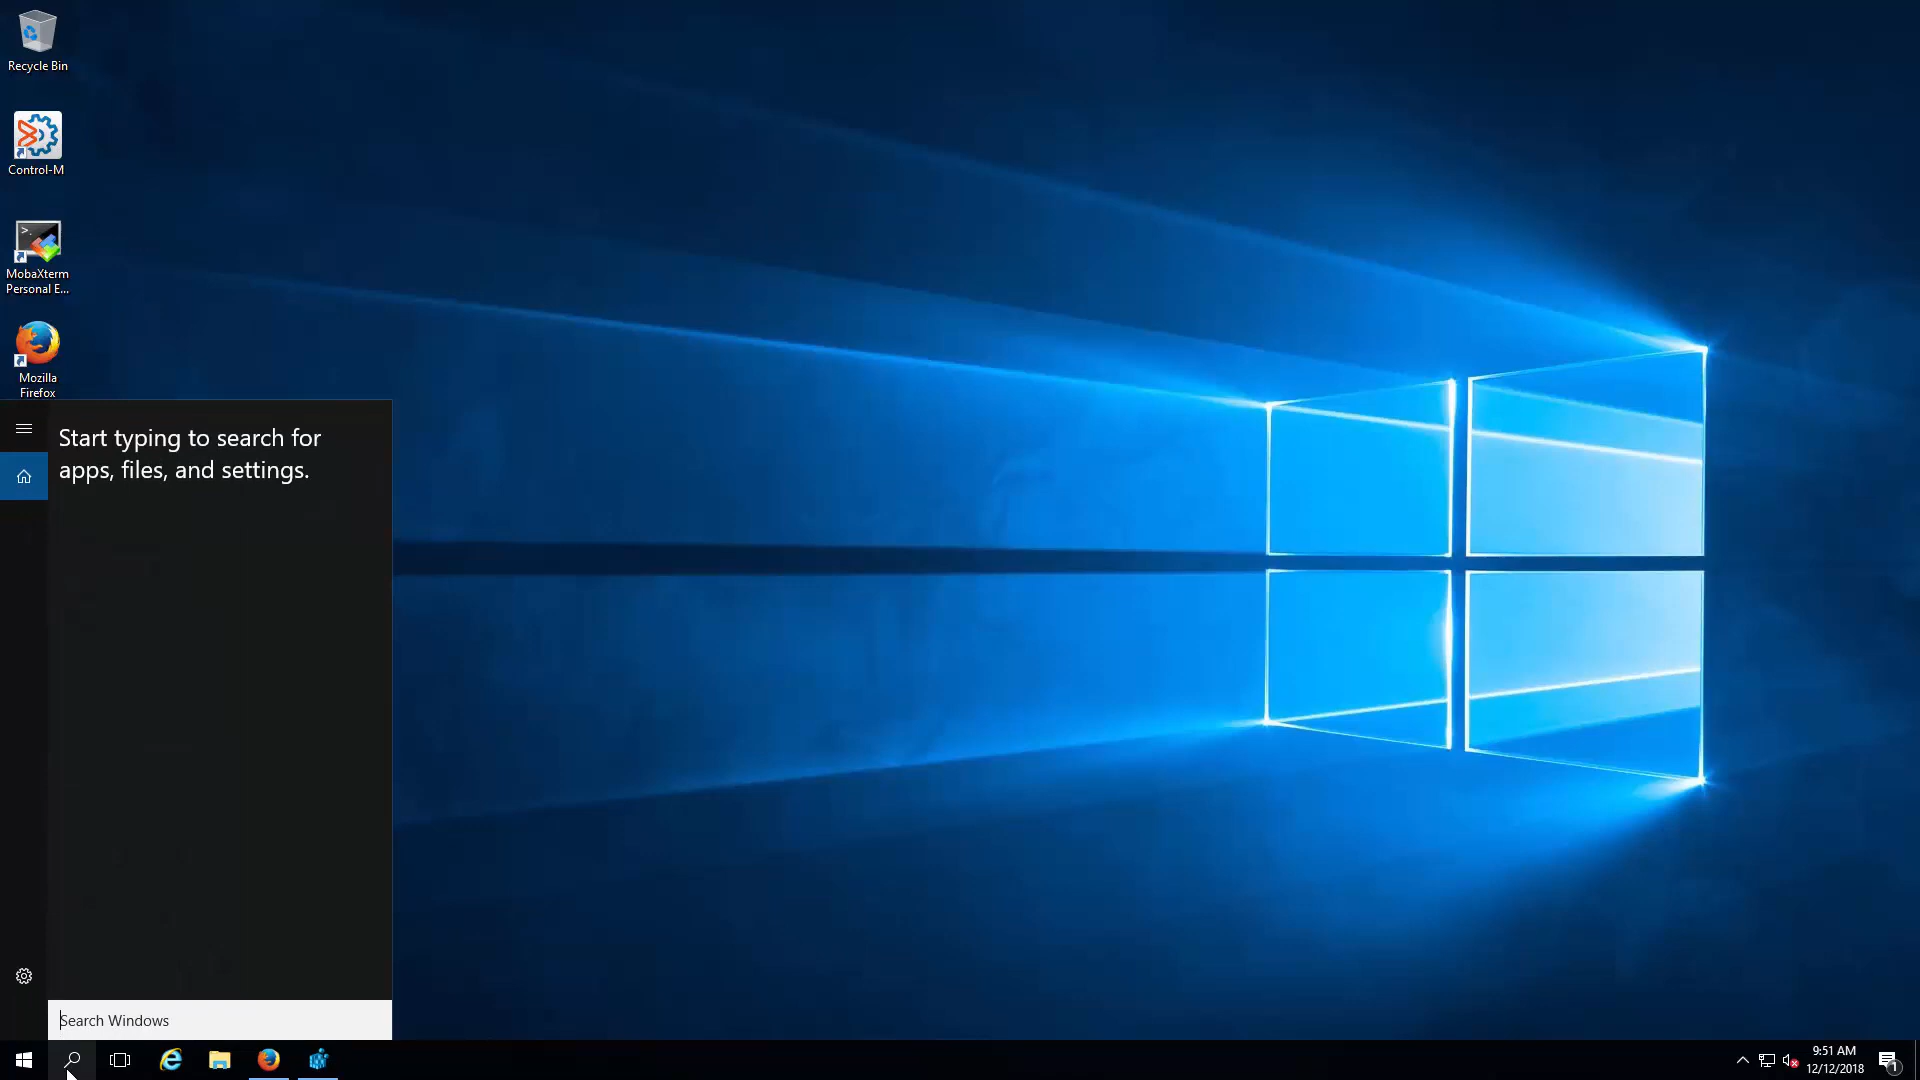 Recycle Bin
Control-M
MobaXterm
Personal E...
Mozilla
Firefox
Start typing to search for
apps, files, and settings.
Search Windows
9:51 AM
12/12/2018
1